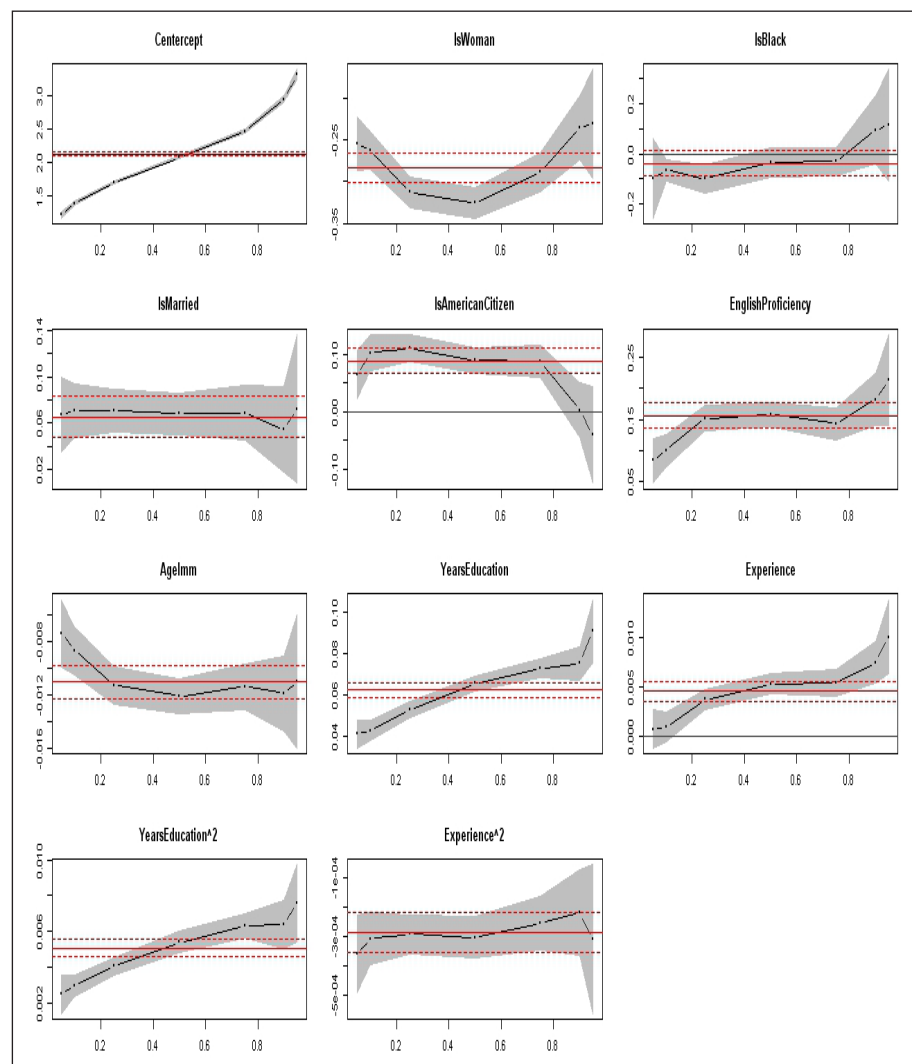 Centercept
IsWoman
IsBlack
3.0
2.5
2.0
1.5
-0.25
-0.35
0.2
0.0
-0.2
0.2 0.4 0.6 0.8
0.2 0.4 0.6 0.8
0.2 0.4 0.6 0.8
IsMarried
IsAmericanCitizen
EnglishProficiency
0.14
0.10
0.06
0.02
0.10
0.00
-0.10
0.25
0.15
0.05
0.2 0.4 0.6 0.8
0.2 0.4 0.6 0.8
0.2 0.4 0.6 0.8
AgeImm
YearsEducation
Experience
-0.008
-0.012
-0.016
0.10
0.08
0.06
0.04
0.010
0.005
0.000
0.2 0.4 0.6 0.8
0.2 0.4 0.6 0.8
0.2 0.4 0.6 0.8
YearsEducation^2
Experience^2
0.010
0.006
0.002
-1e-04
-3e-04
-5e-04
0.2 0.4 0.6 0.8
0.2 0.4 0.6 0.8